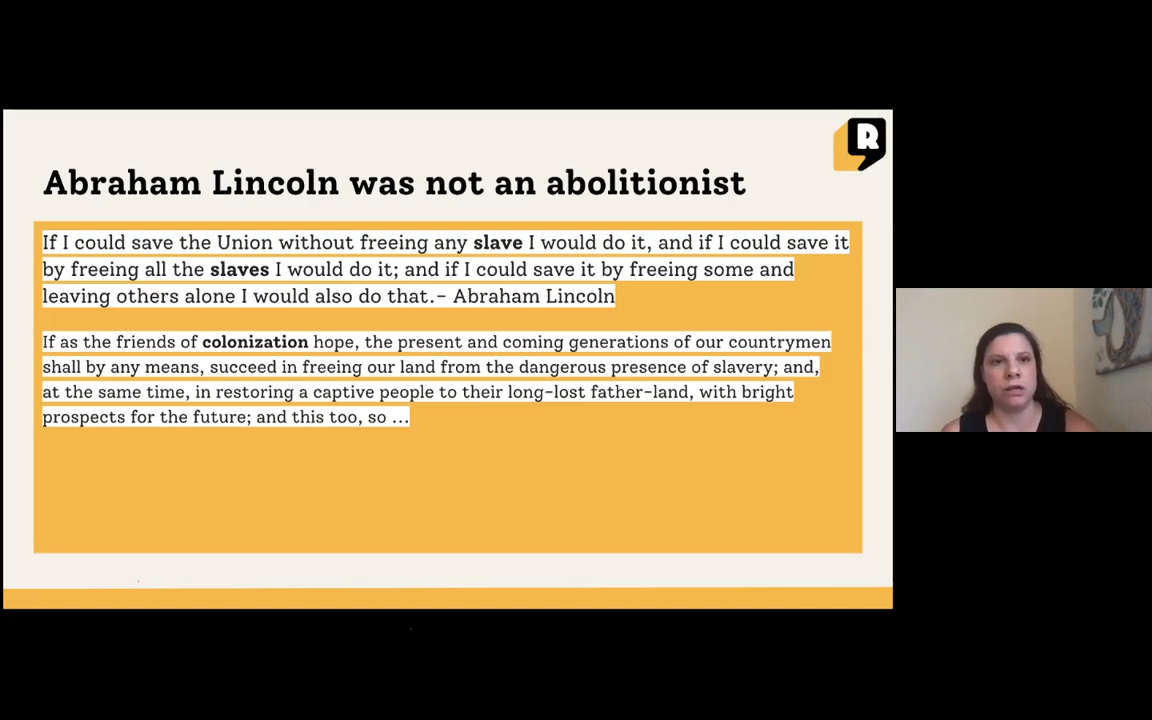 R
Abraham Lincoln was not an abolitionist
If I could save the Union without freeing any slave I would do it, and if I could save it
by freeing all the slaves I would do it; and if I could save it by freeing some and
leaving others alone I would also do that.- Abraham Lincoln
If as the friends of colonization hope, the present and coming generations of our countrymen
shall by any means, succeed in freeing our land from the dangerous presence of slavery; and,
at the same time, in restoring a captive people to their long-lost father-land, with bright
prospects for the future; and this too, so ...